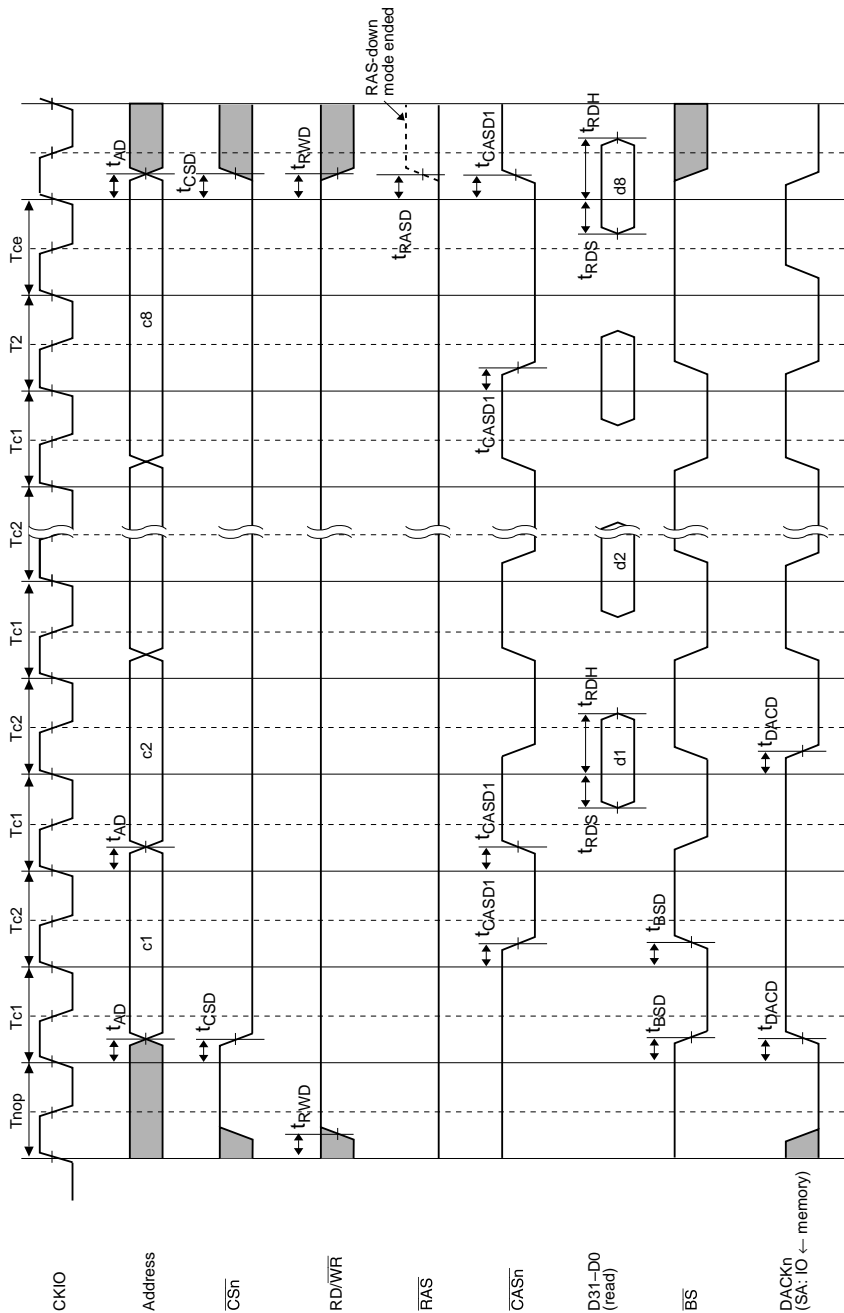 Tnop Tc1 Tc2 Tc1 Tc2 Tc1 Tc2 Tc1 T2 Tce
CKIO
tAD tAD tAD
Address
c1 c2 c8
tCSD tCSD
CSn
tRWD tRWD
RD/WR
RAS-down
mode ended
tRASD
RAS
tCASD1 tCASD1 tCASD1 tCASD1
CASn
tRDS tRDH tRDS tRDH
D31–D0
(read)
d1 d2 d8
tBSD tBSD
BS
tDACD tDACD
DACKn
(SA: IO ← memory)